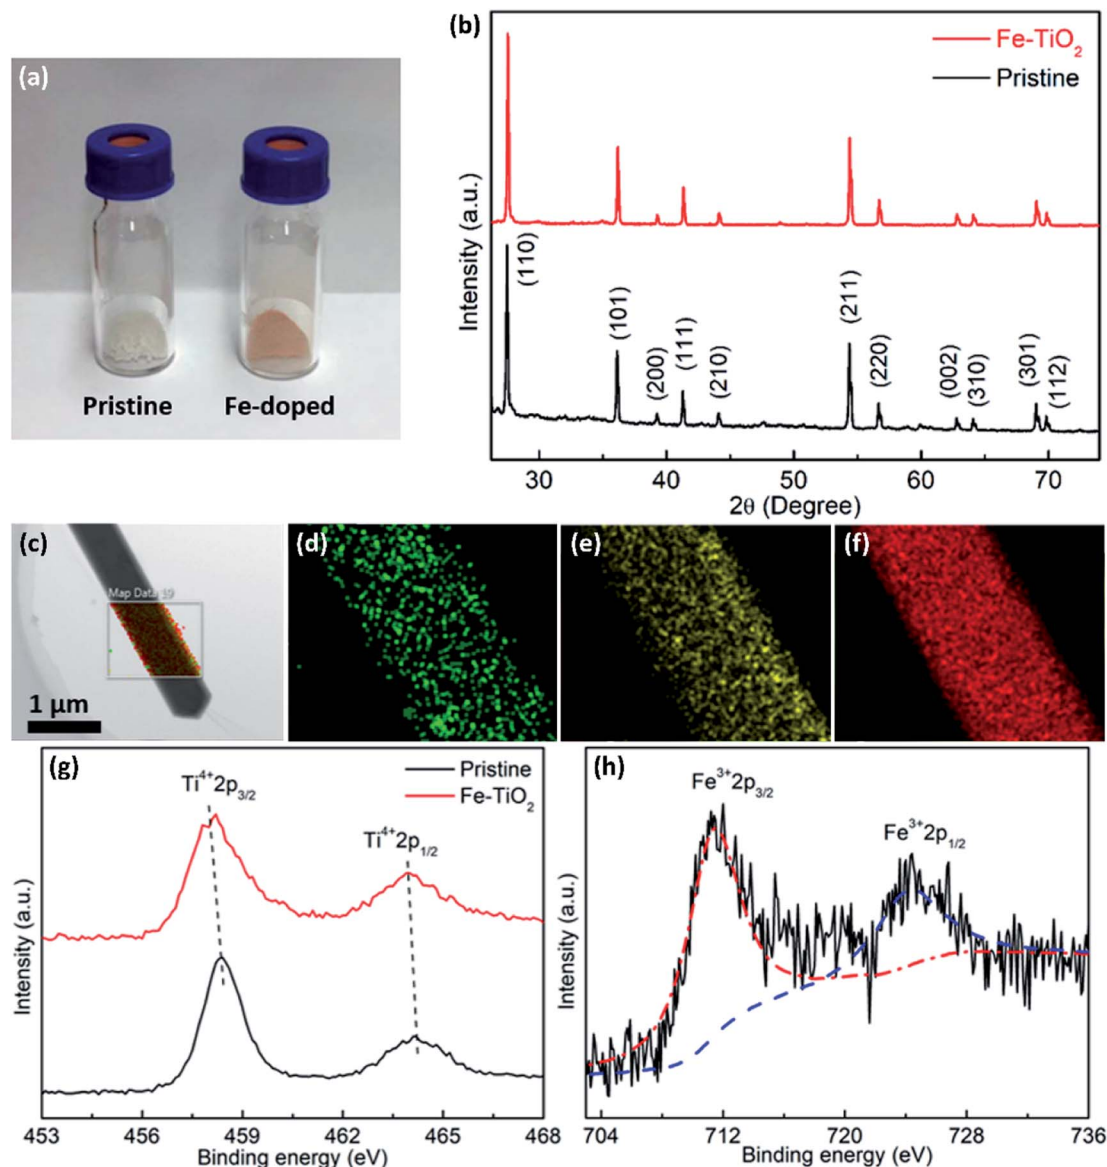 (a)
Pristine
Fe-doped
(b)
Fe-TiO₂
Pristine
Intensity (a.u.)
(110)
(101)
(200)
(111)
(210)
(211)
(220)
(002)
(310)
(301)
(112)
30
40
50
60
70
2θ (Degree)
(c)
Map Data 19
1 μm
(d)
(e)
(f)
(g)
Pristine
Fe-TiO₂
Ti⁴⁺2p₃/₂
Ti⁴⁺2p₁/₂
Intensity (a.u.)
453
456
459
462
465
468
Binding energy (eV)
(h)
Fe³⁺2p₃/₂
Fe³⁺2p₁/₂
Intensity (a.u.)
704
712
720
728
736
Binding energy (eV)